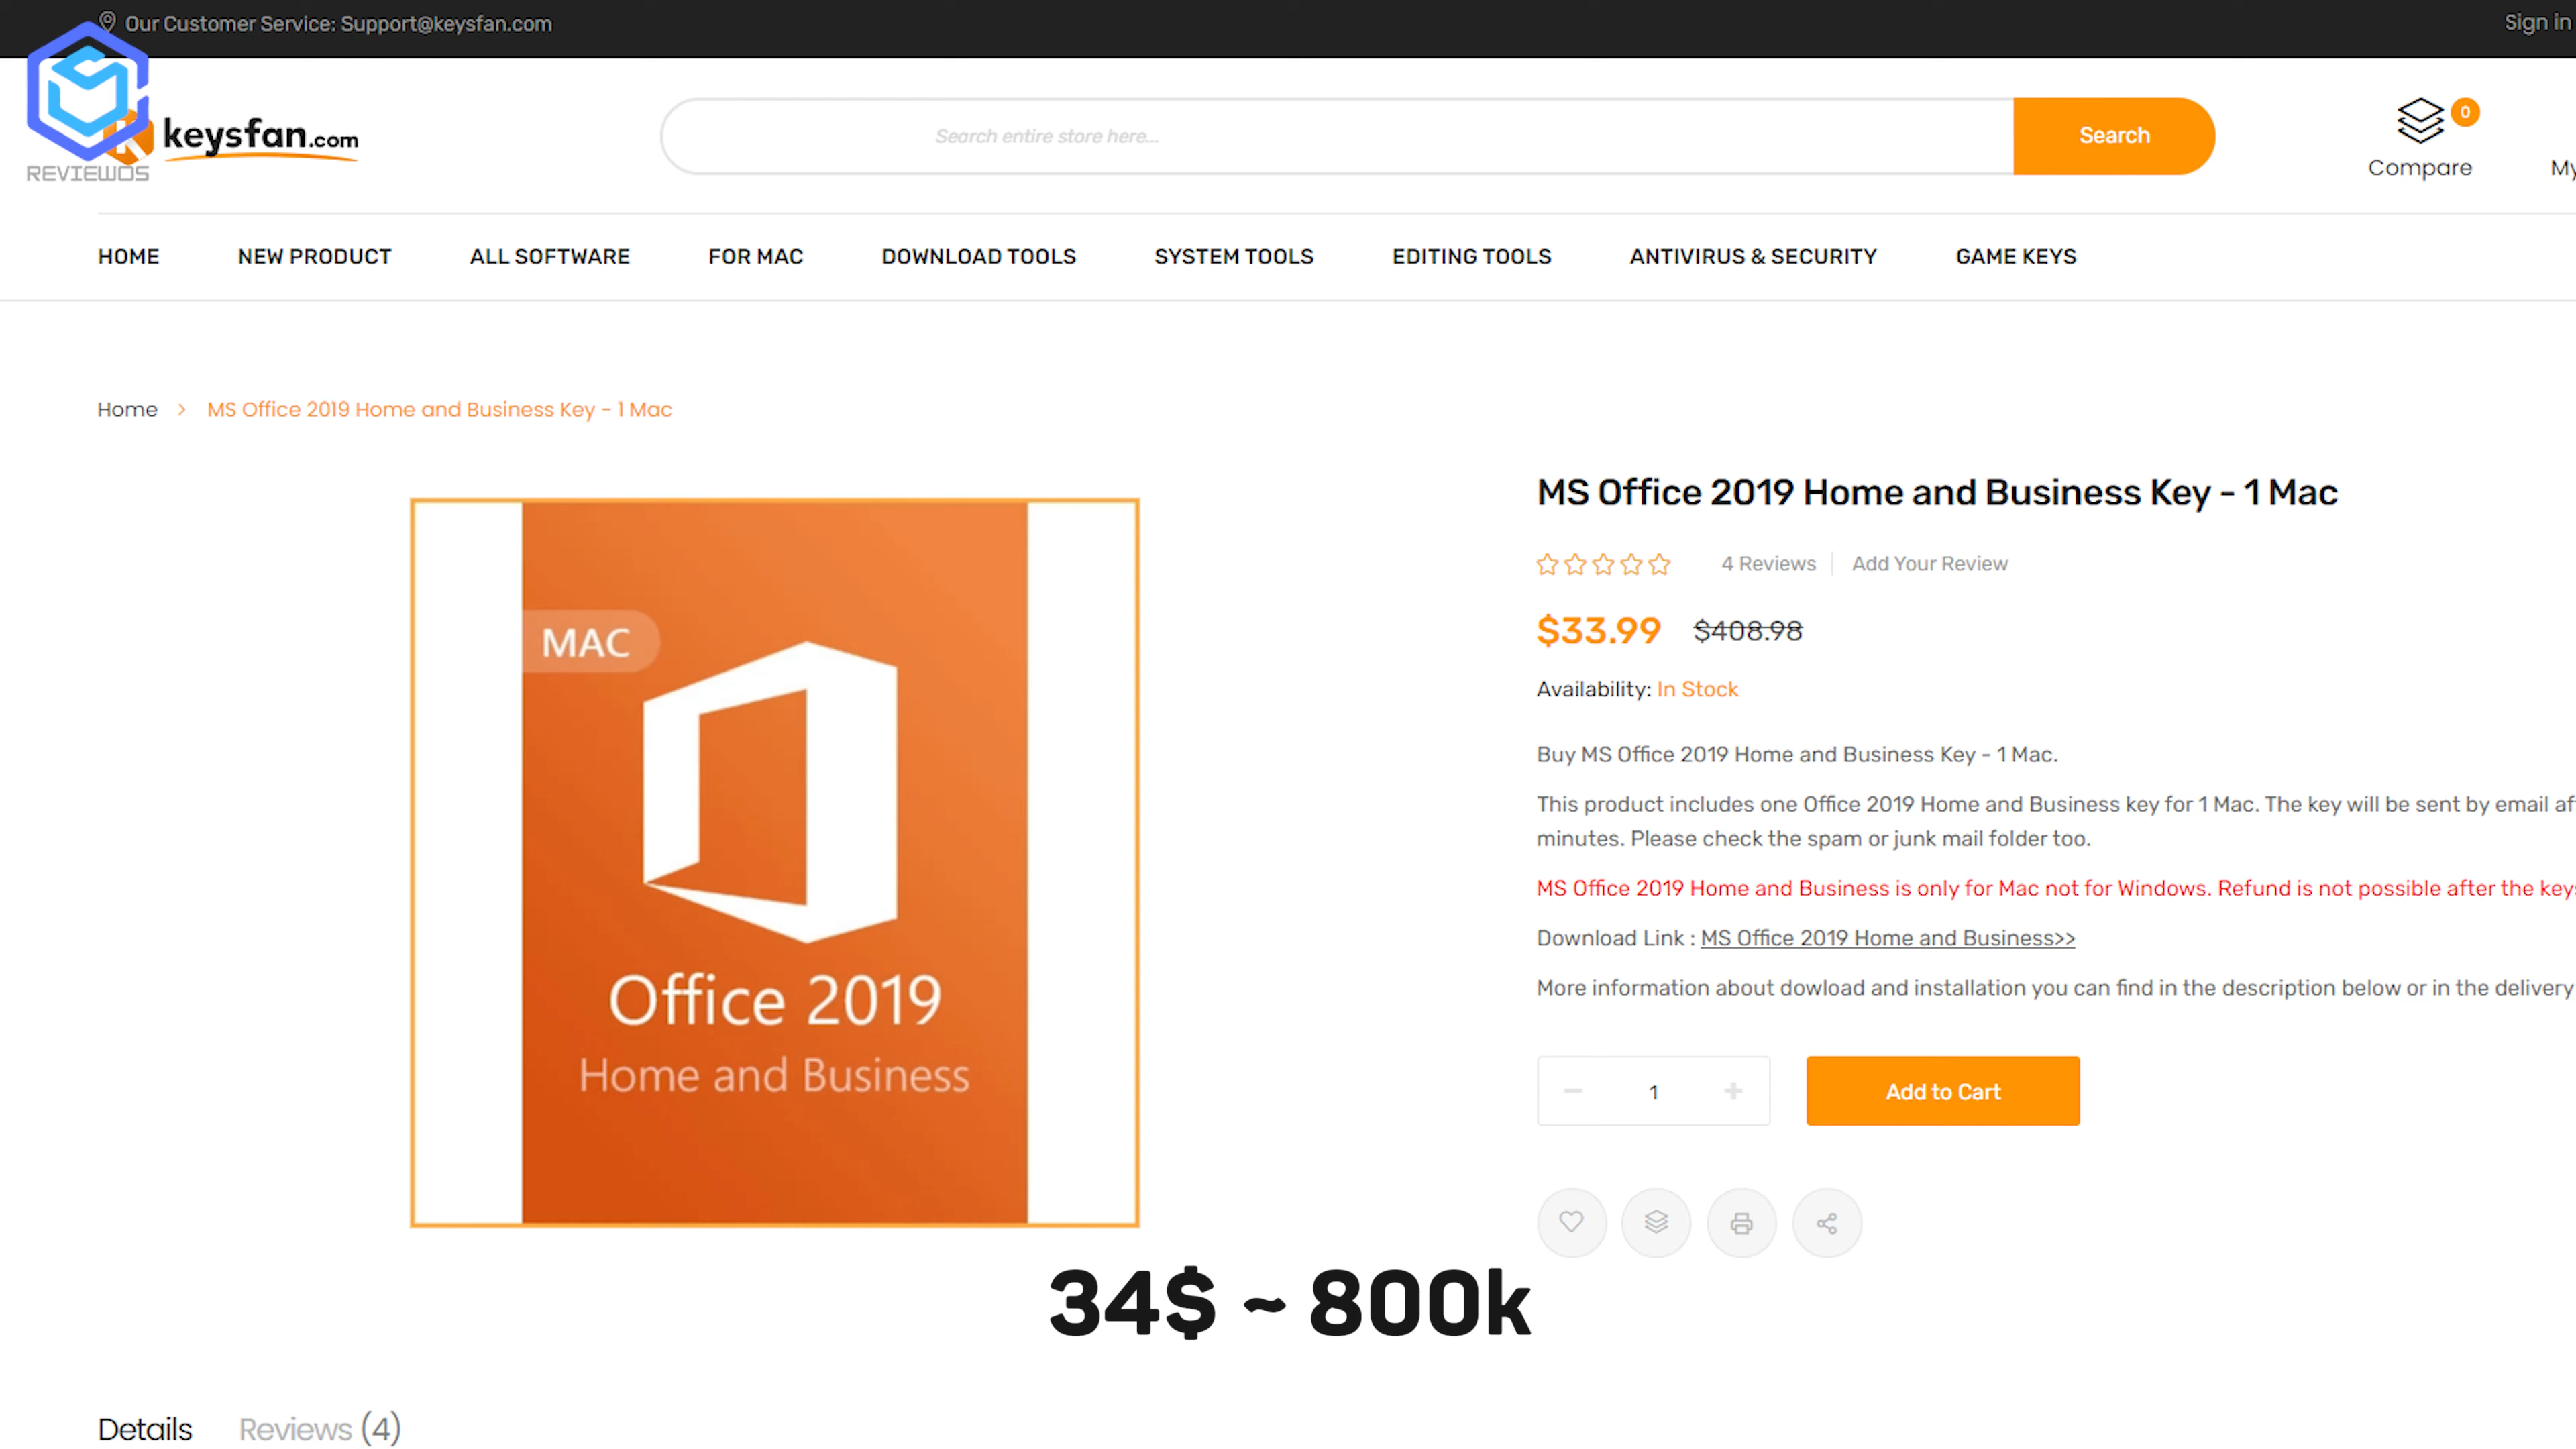 Our Customer Service: Support@keysfan.com
Sign in
REVIEWOS
keysfan.com
Search entire store here...
Search
0
Compare
My
HOME NEW PRODUCT ALL SOFTWARE FOR MAC DOWNLOAD TOOLS SYSTEM TOOLS EDITING TOOLS ANTIVIRUS & SECURITY GAME KEYS
Home > MS Office 2019 Home and Business Key - 1 Mac
MAC
Office 2019
Home and Business
MS Office 2019 Home and Business Key - 1 Mac
4 Reviews Add Your Review
$33.99 $408.98
Availability: In Stock
Buy MS Office 2019 Home and Business Key - 1 Mac.
This product includes one Office 2019 Home and Business key for 1 Mac. The key will be sent by email af
minutes. Please check the spam or junk mail folder too.
MS Office 2019 Home and Business is only for Mac not for Windows. Refund is not possible after the key
Download Link : MS Office 2019 Home and Business>>
More information about dowload and installation you can find in the description below or in the delivery
1
Add to Cart
34$ ~ 800k
Details Reviews (4)